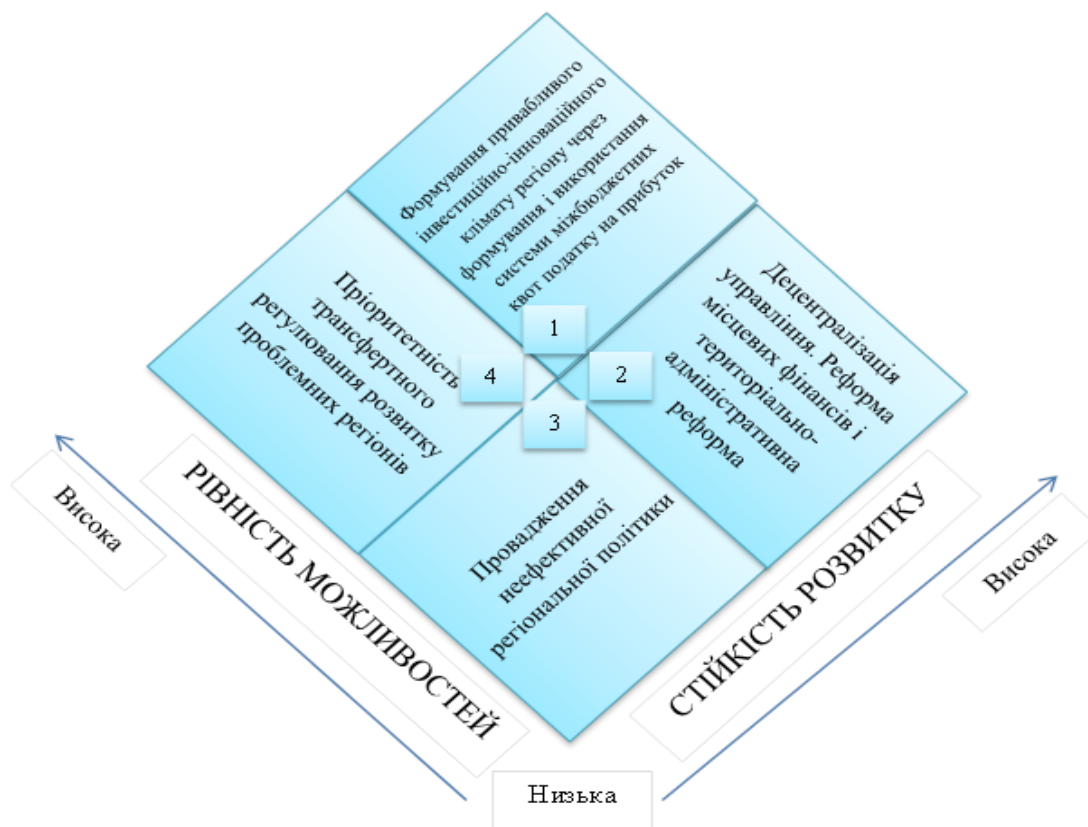 Формування привабливого
інвестиційно-інноваційного
клімату регіону через
формування і використання
системи міжбюджетних
квот податку на прибуток
1
Децентралізація
управління. Реформа
місцевих фінансів і
територіально-
адміністративна
реформа
2
Пріоритетність
трансфертного
регулювання розвитку
проблемних регіонів
4
3
Провадження
неефективної
регіональної політики
РІВНІСТЬ МОЖЛИВОСТЕЙ
СТІЙКІСТЬ РОЗВИТКУ
Висока
Висока
Низька